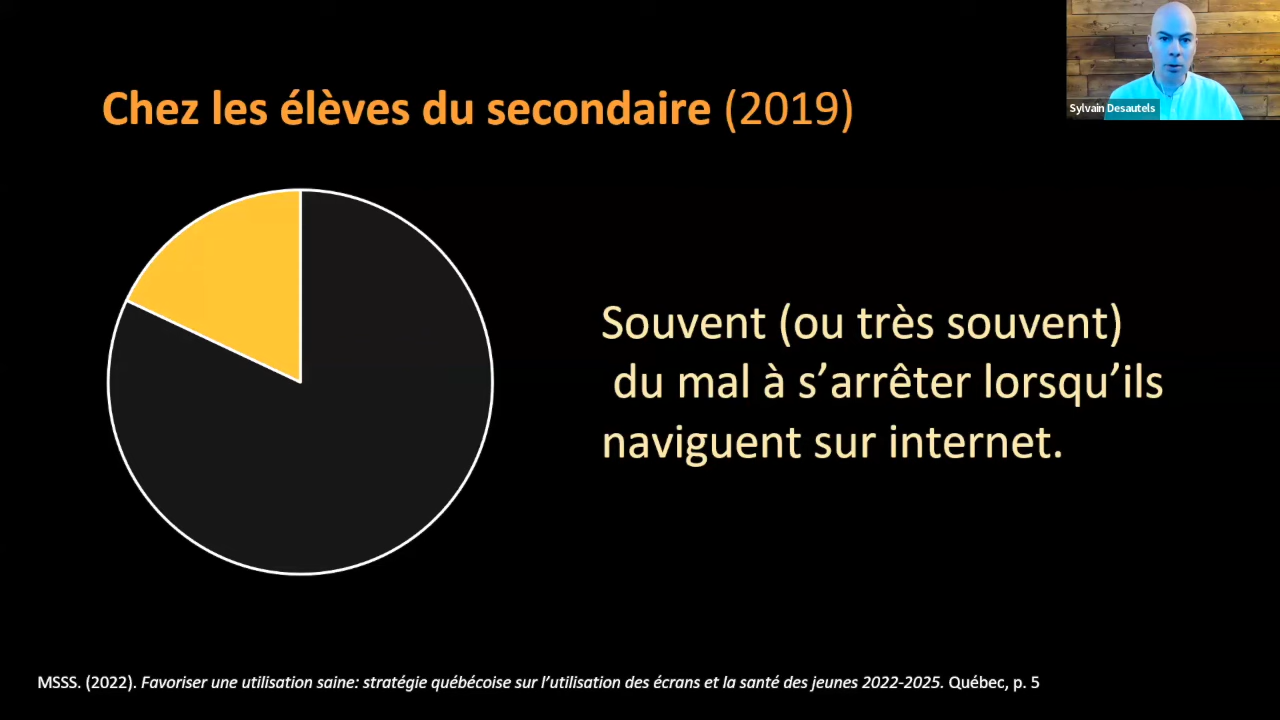 Sylvain Desautels
Chez les élèves du secondaire (2019)
Souvent (ou très souvent)
du mal à s’arrêter lorsqu’ils
naviguent sur internet.
MSSS. (2022). Favoriser une utilisation saine: stratégie québécoise sur l’utilisation des écrans et la santé des jeunes 2022-2025. Québec, p. 5